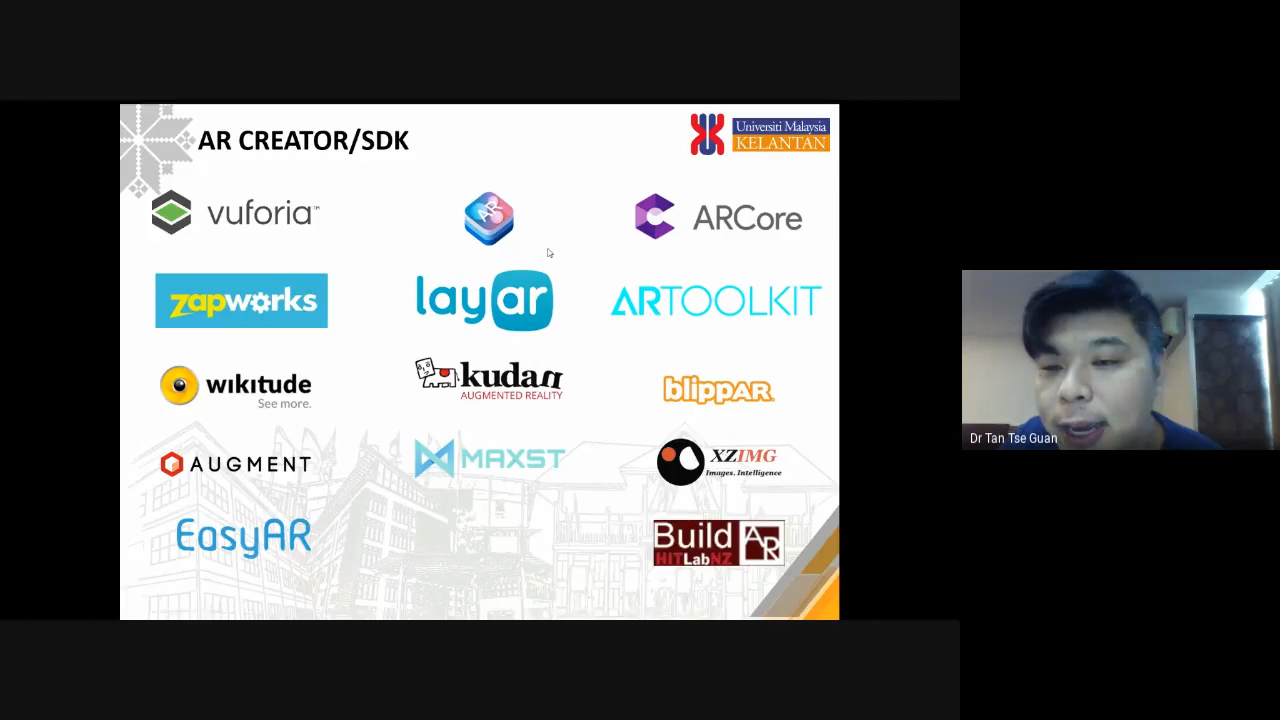 AR CREATOR/SDK
Universiti Malaysia
KELANTAN
vuforia™
AR
ARCore
zapworks
layar
ARTOOLKIT
wikitude
See more.
kudan
AUGMENTED REALITY
blippAR
AUGMENT
MAXST
XZIMG
Images. Intelligence
EasyAR
Build AR
HITLabNZ
Dr Tan Tse Guan